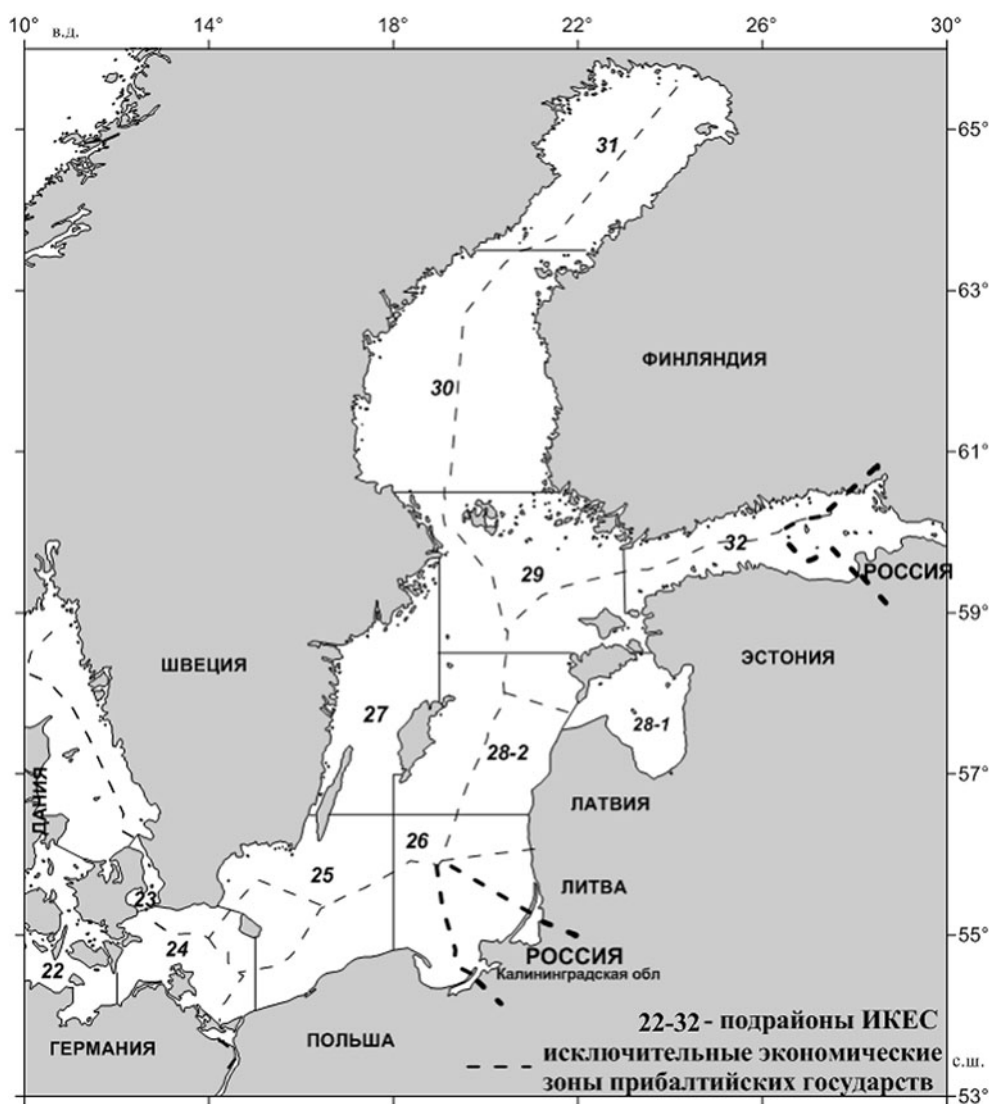 10°
в.д.
14°
18°
22°
26°
30°
65°
31
63°
ФИНЛЯНДИЯ
30
61°
32
29
РОССИЯ
59°
ШВЕЦИЯ
ЭСТОНИЯ
27
28-1
28-2
57°
ДАНИЯ
ЛАТВИЯ
26
25
ЛИТВА
23
24
55°
22
РОССИЯ
Калининградская обл
22-32 - подрайоны ИКЕС
ГЕРМАНИЯ
ПОЛЬША
исключительные экономические
с.ш.
зоны прибалтийских государств
53°